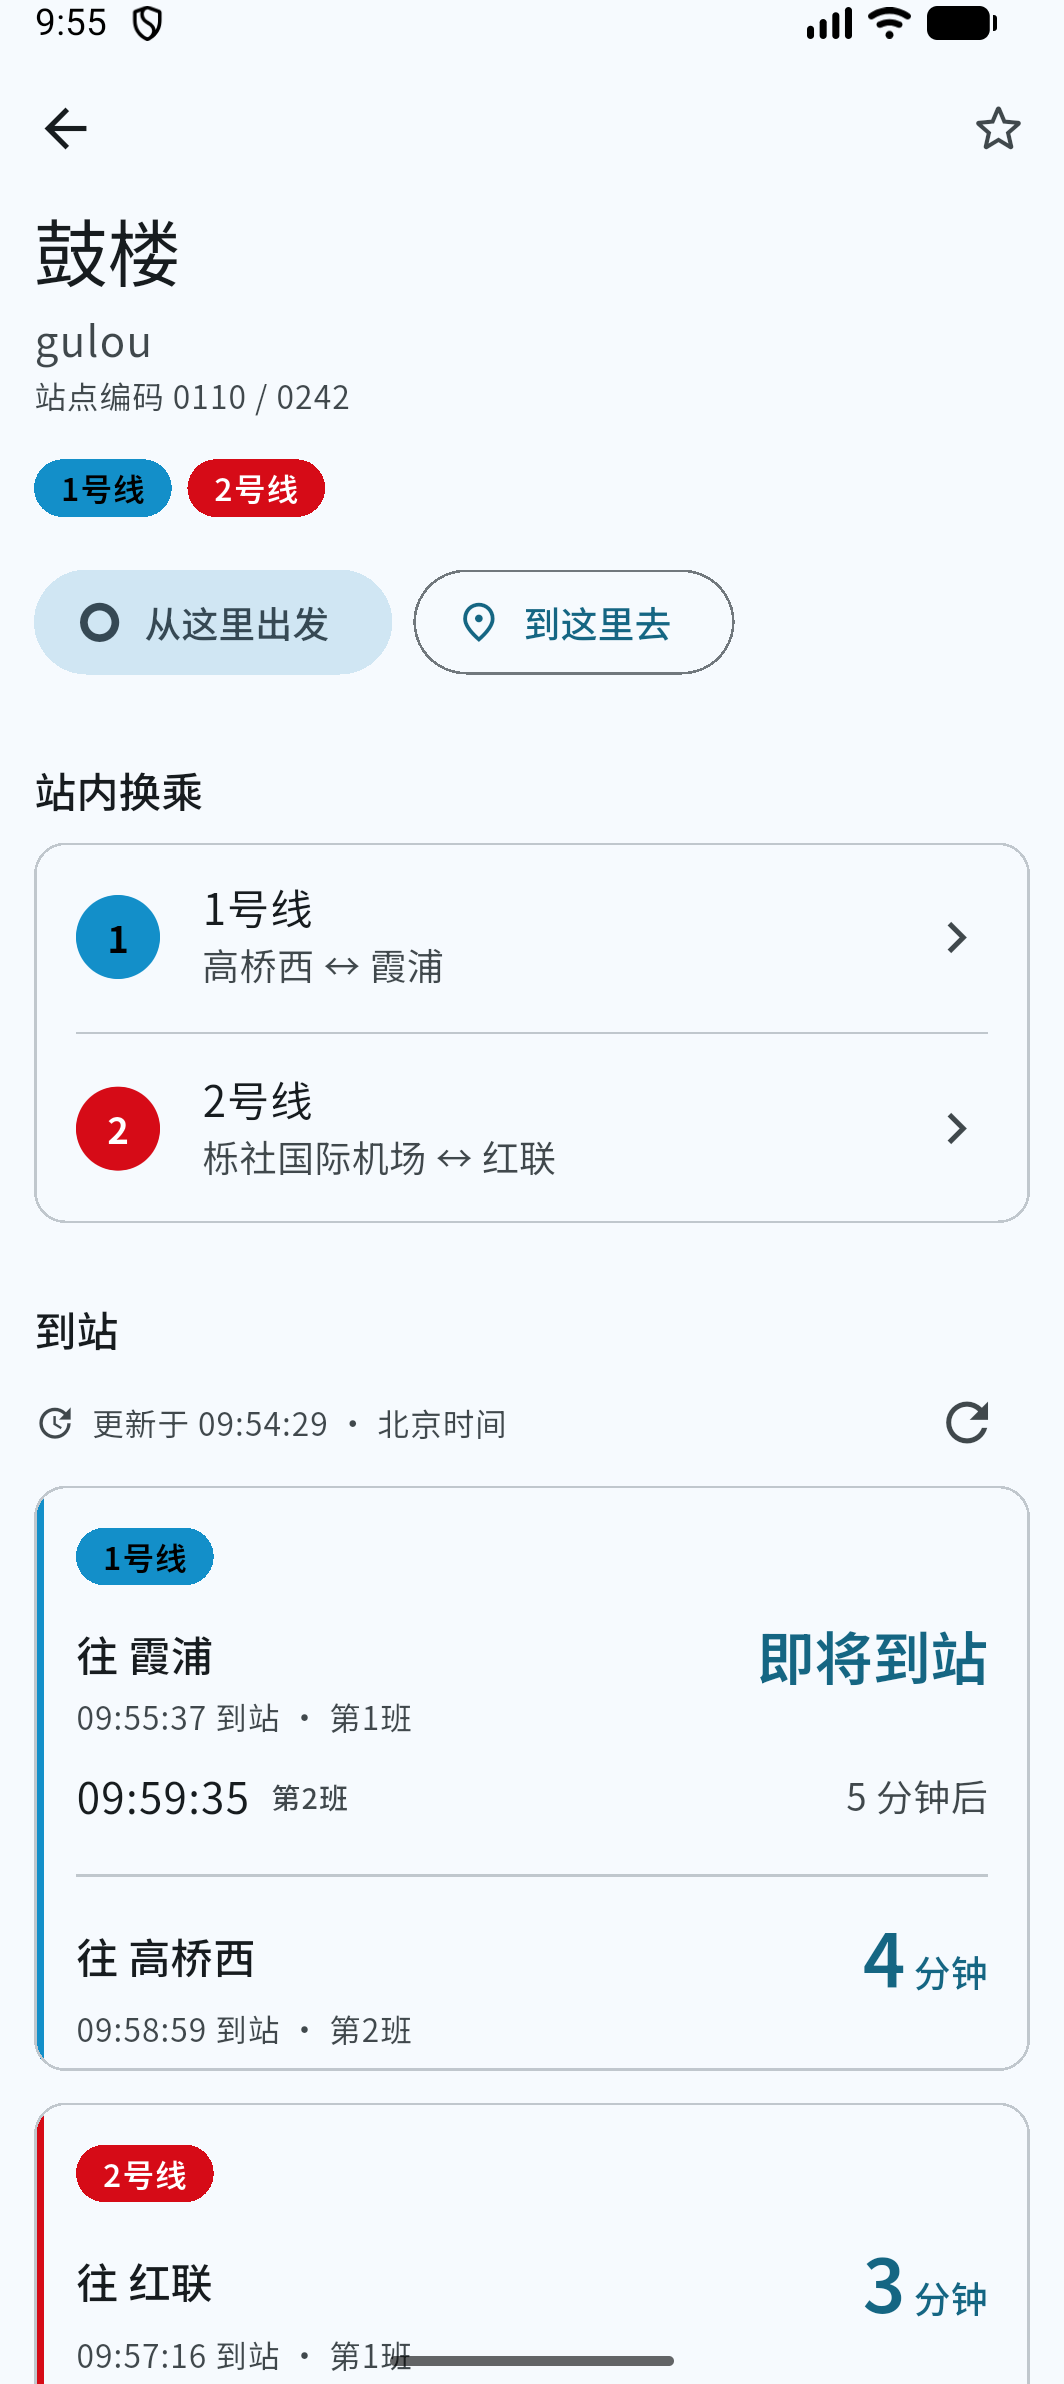 9:55
鼓楼
gulou
站点编码 0110 / 0242
1号线 2号线
从这里出发 到这里去
站内换乘
1 1号线
高桥西 ↔ 霞浦
2 2号线
栎社国际机场 ↔ 红联
到站
更新于 09:54:29 · 北京时间
1号线
往 霞浦 即将到站
09:55:37 到站 · 第1班
09:59:35 第2班 5 分钟后
往 高桥西 4 分钟
09:58:59 到站 · 第2班
2号线
往 红联 3 分钟
09:57:16 到站 · 第1班